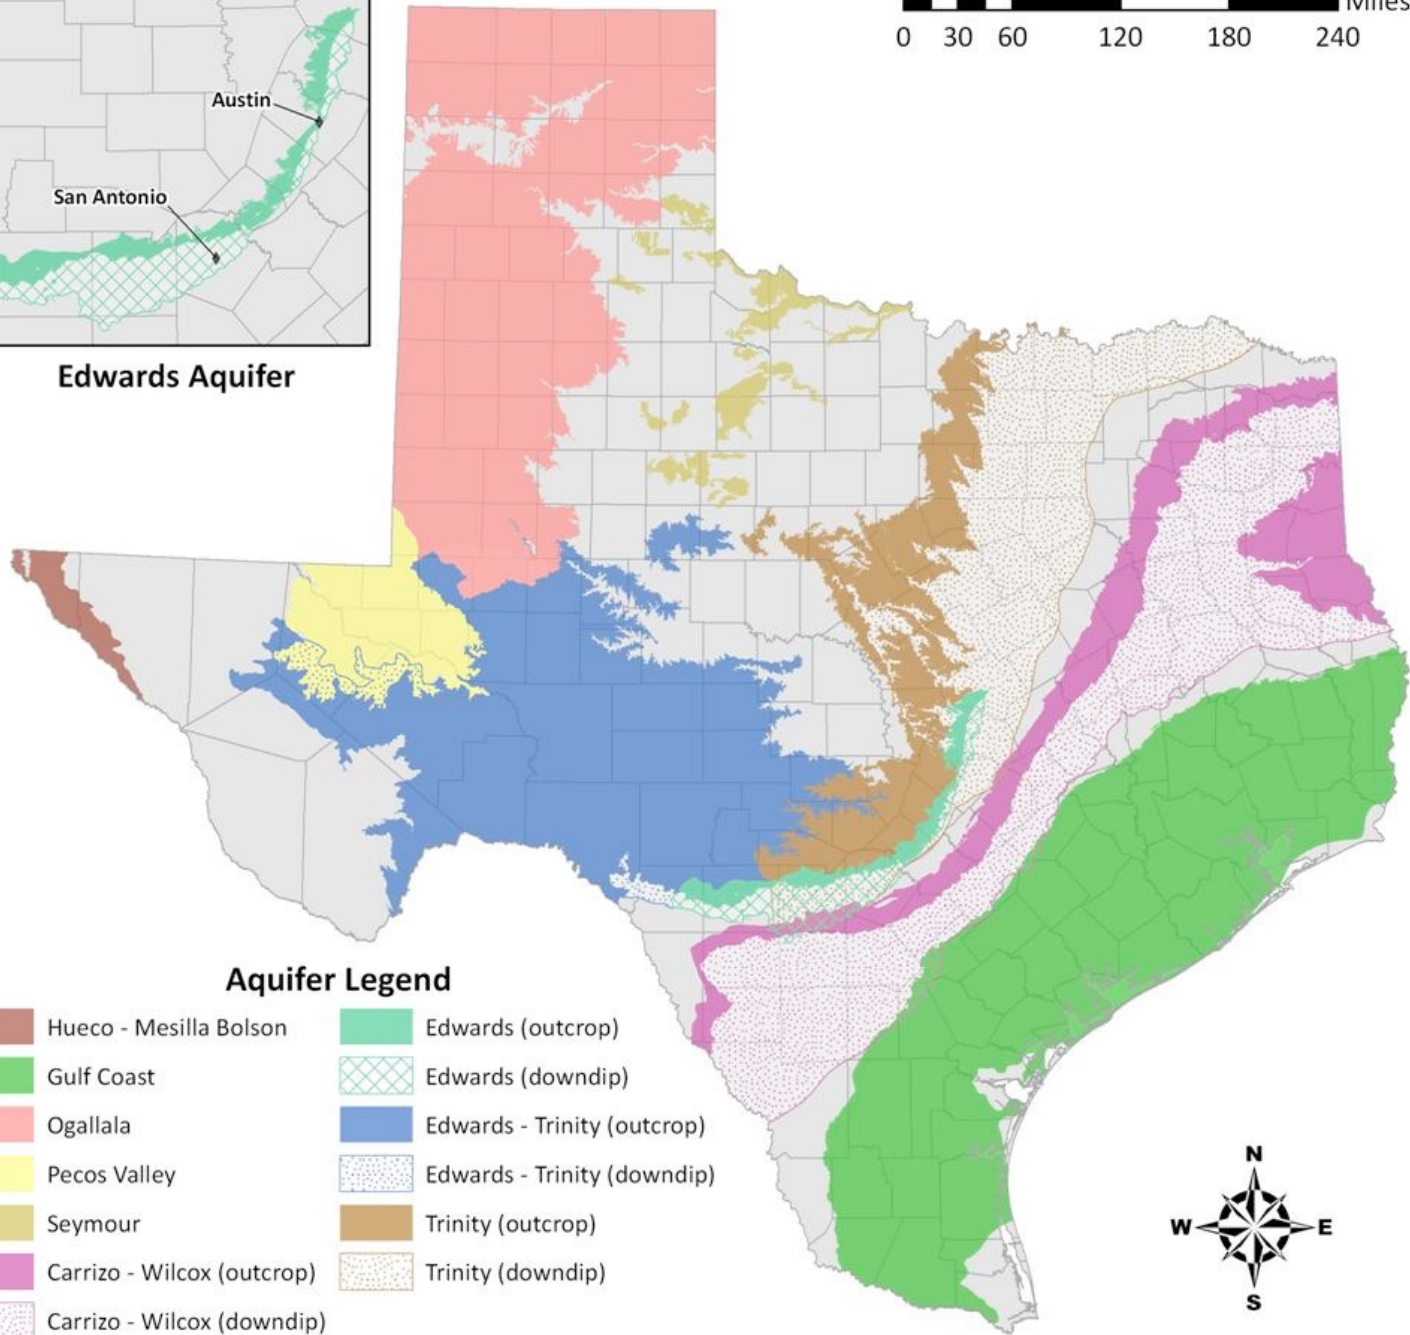 Miles
0 30 60 120 180 240
Austin
San Antonio
Edwards Aquifer
Aquifer Legend
Hueco - Mesilla Bolson
Gulf Coast
Ogallala
Pecos Valley
Seymour
Carrizo - Wilcox (outcrop)
Carrizo - Wilcox (downdip)
Edwards (outcrop)
Edwards (downdip)
Edwards - Trinity (outcrop)
Edwards - Trinity (downdip)
Trinity (outcrop)
Trinity (downdip)
N
W E
S